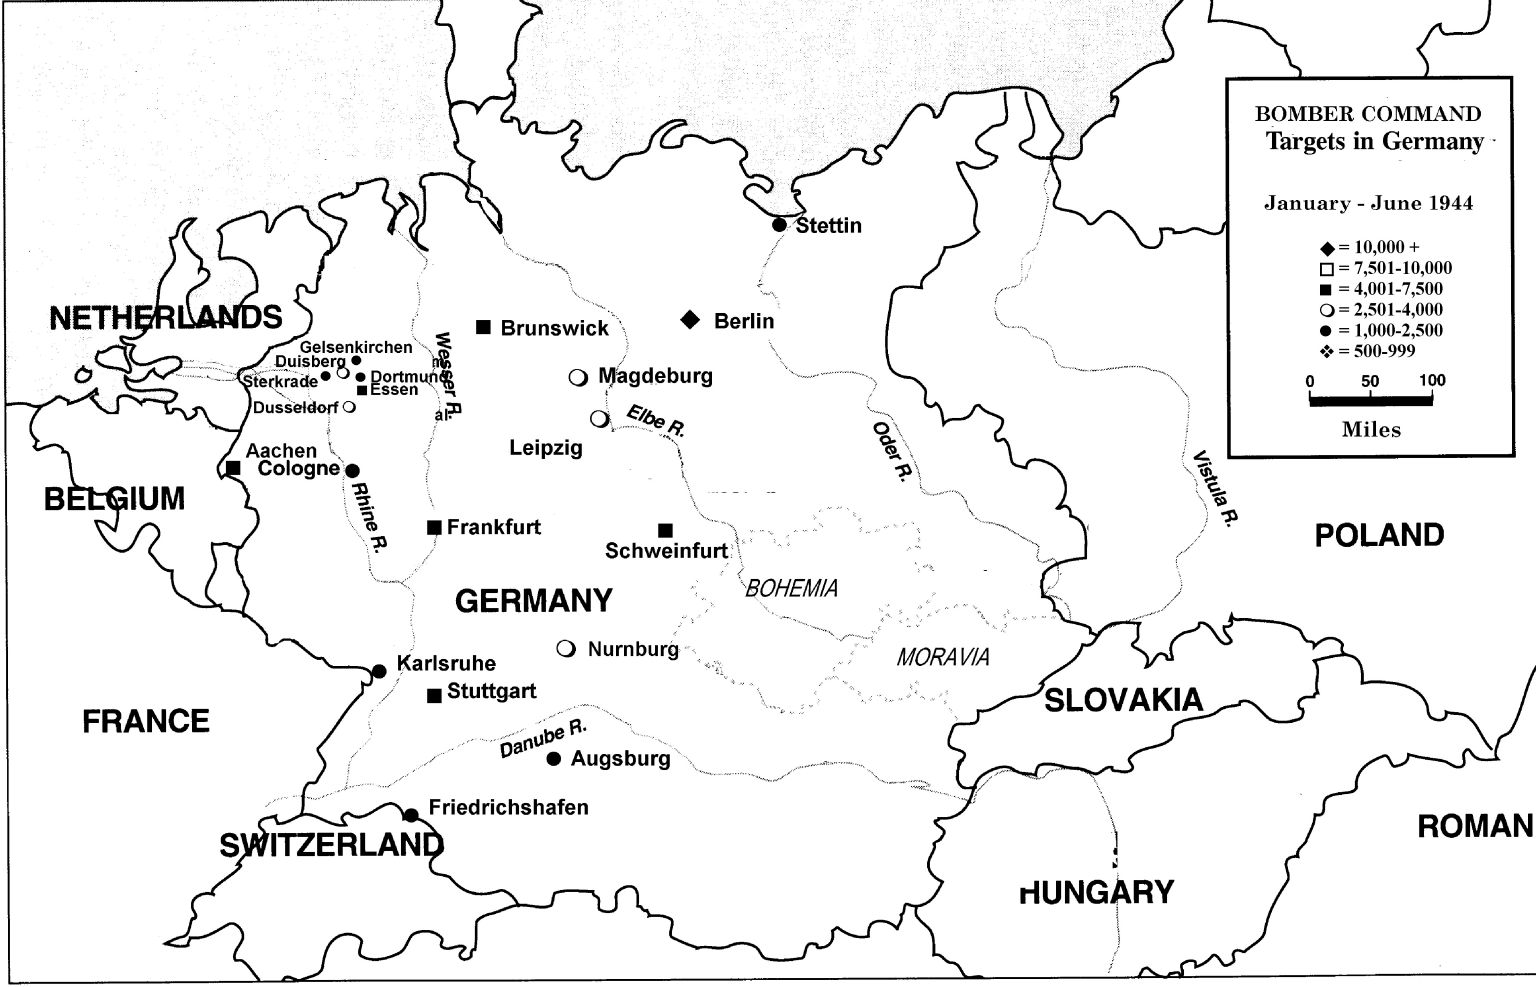 BOMBER COMMAND
Targets in Germany
January - June 1944
= 10,000 +
= 7,501-10,000
= 4,001-7,500
= 2,501-4,000
= 1,000-2,500
= 500-999
0 50 100
Miles
Stettin
NETHERLANDS
Brunswick
Berlin
Gelsenkirchen
Duisberg
Sterkrade
Dortmund
Essen
Dusseldorf
Wesser R.
al.
Magdeburg
Elbe R.
Leipzig
Oder R.
Vistula R.
Aachen
Cologne
BELGIUM
Rhine R.
Frankfurt
Schweinfurt
POLAND
BOHEMIA
GERMANY
Nurnburg
MORAVIA
Karlsruhe
Stuttgart
SLOVAKIA
FRANCE
Danube R.
Augsburg
Friedrichshafen
SWITZERLAND
ROMAN
HUNGARY